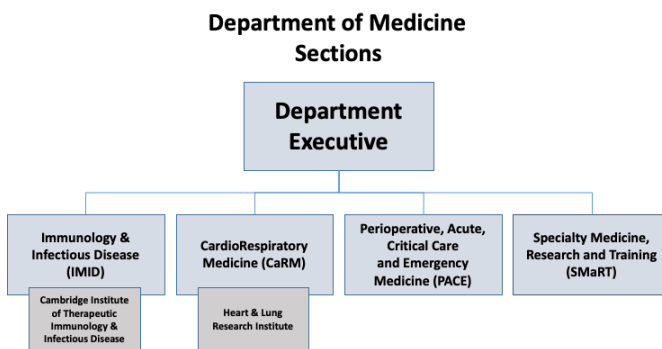 Department of Medicine
Sections
Department
Executive
Immunology &
Infectious Disease
(IMID)
CardioRespiratory
Medicine (CaRM)
Perioperative, Acute,
Critical Care
and Emergency
Medicine (PACE)
Specialty Medicine,
Research and Training
(SMaRT)
Cambridge Institute
of Therapeutic
Immunology &
Infectious Disease
Heart & Lung
Research Institute